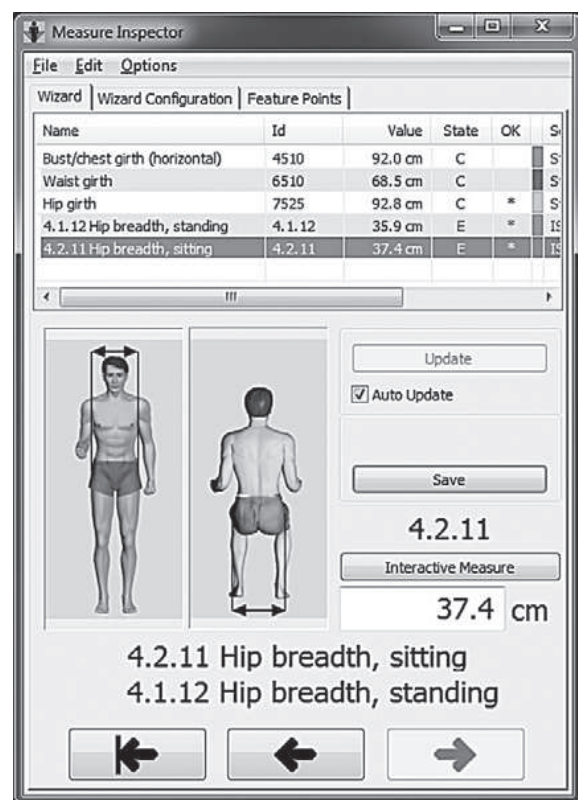 Measure Inspector
File Edit Options
Wizard Wizard Configuration Feature Points
Name Id Value State OK
Bust/chest girth (horizontal) 4510 92.0 cm C
Waist girth 6510 68.5 cm C
Hip girth 7525 92.8 cm C *
4.1.12 Hip breadth, standing 4.1.12 35.9 cm E *
4.2.11 Hip breadth, sitting 4.2.11 37.4 cm E *
Update
Auto Update
Save
4.2.11
Interactive Measure
37.4 cm
4.2.11 Hip breadth, sitting
4.1.12 Hip breadth, standing